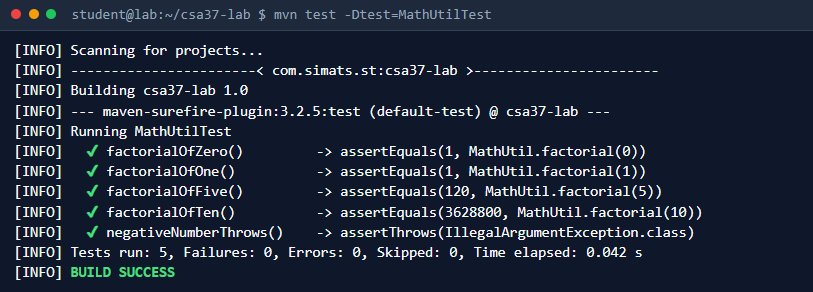 student@lab:~/csa37-lab $ mvn test -Dtest=MathUtilTest
[INFO] Scanning for projects...
[INFO] -----------------------< com.simats.st:csa37-lab >-----------------------
[INFO] Building csa37-lab 1.0
[INFO] --- maven-surefire-plugin:3.2.5:test (default-test) @ csa37-lab ---
[INFO] Running MathUtilTest
[INFO]   ✔ factorialOfZero()         -> assertEquals(1, MathUtil.factorial(0))
[INFO]   ✔ factorialOfOne()          -> assertEquals(1, MathUtil.factorial(1))
[INFO]   ✔ factorialOfFive()         -> assertEquals(120, MathUtil.factorial(5))
[INFO]   ✔ factorialOfTen()          -> assertEquals(3628800, MathUtil.factorial(10))
[INFO]   ✔ negativeNumberThrows()    -> assertThrows(IllegalArgumentException.class)
[INFO] Tests run: 5, Failures: 0, Errors: 0, Skipped: 0, Time elapsed: 0.042 s
[INFO] BUILD SUCCESS